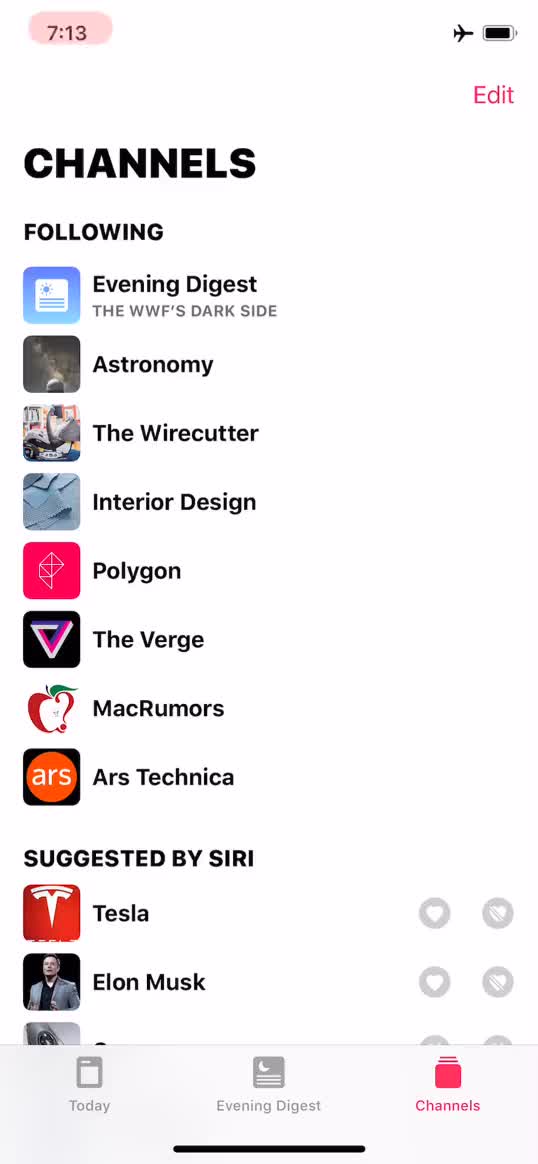 7:13
Edit
CHANNELS
FOLLOWING
Evening Digest
THE WWF’S DARK SIDE
Astronomy
The Wirecutter
Interior Design
Polygon
The Verge
MacRumors
ars
Ars Technica
SUGGESTED BY SIRI
Tesla
Elon Musk
Today
Evening Digest
Channels